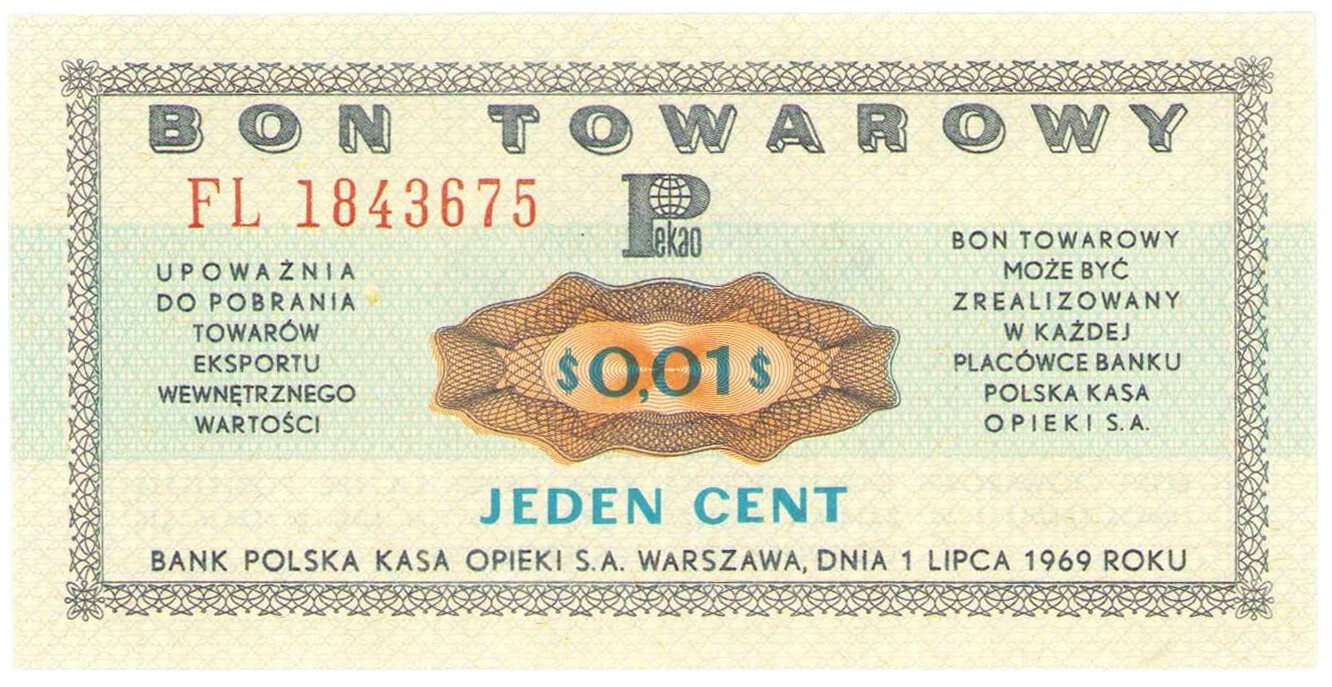 BON TOWAROWY
FL 1843675
Pekao
UPOWAŻNIA
DO POBRANIA
TOWARÓW
EKSPORTU
WEWNĘTRZNEGO
WARTOŚCI
$0,01$
BON TOWAROWY
MOŻE BYĆ
ZREALIZOWANY
W KAŻDEJ
PLACÓWCE BANKU
POLSKA KASA
OPIEKI S.A.
JEDEN CENT
BANK POLSKA KASA OPIEKI S.A. WARSZAWA, DNIA 1 LIPCA 1969 ROKU